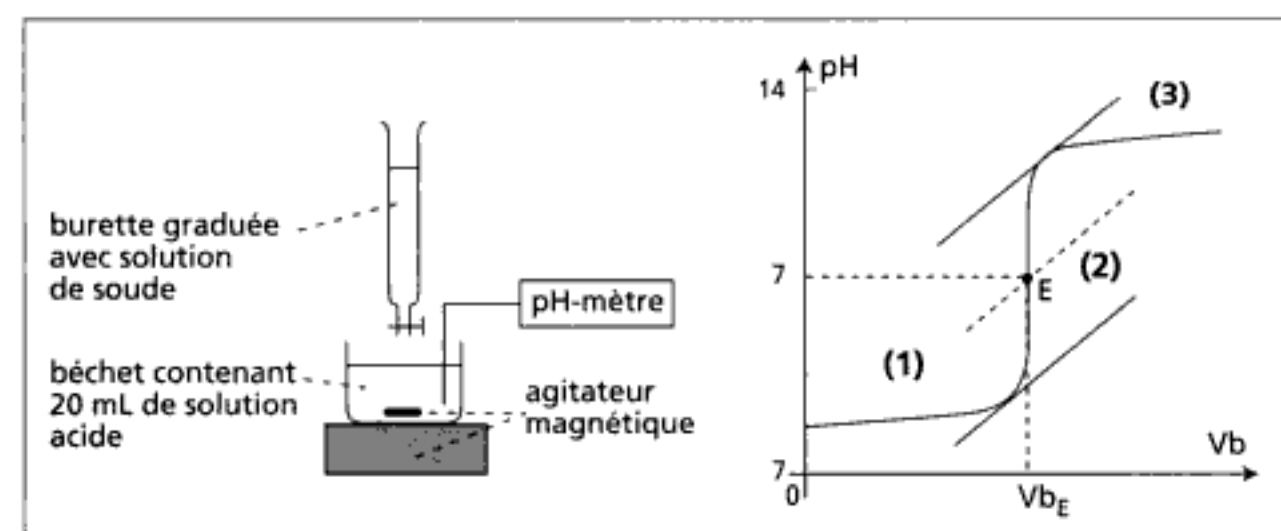 burette graduée
avec solution
de soude
pH-mètre
béchet contenant
20 mL de solution
acide
agitateur
magnétique
pH
14
(3)
7
(2)
E
(1)
7
0
Vb
Vb_E